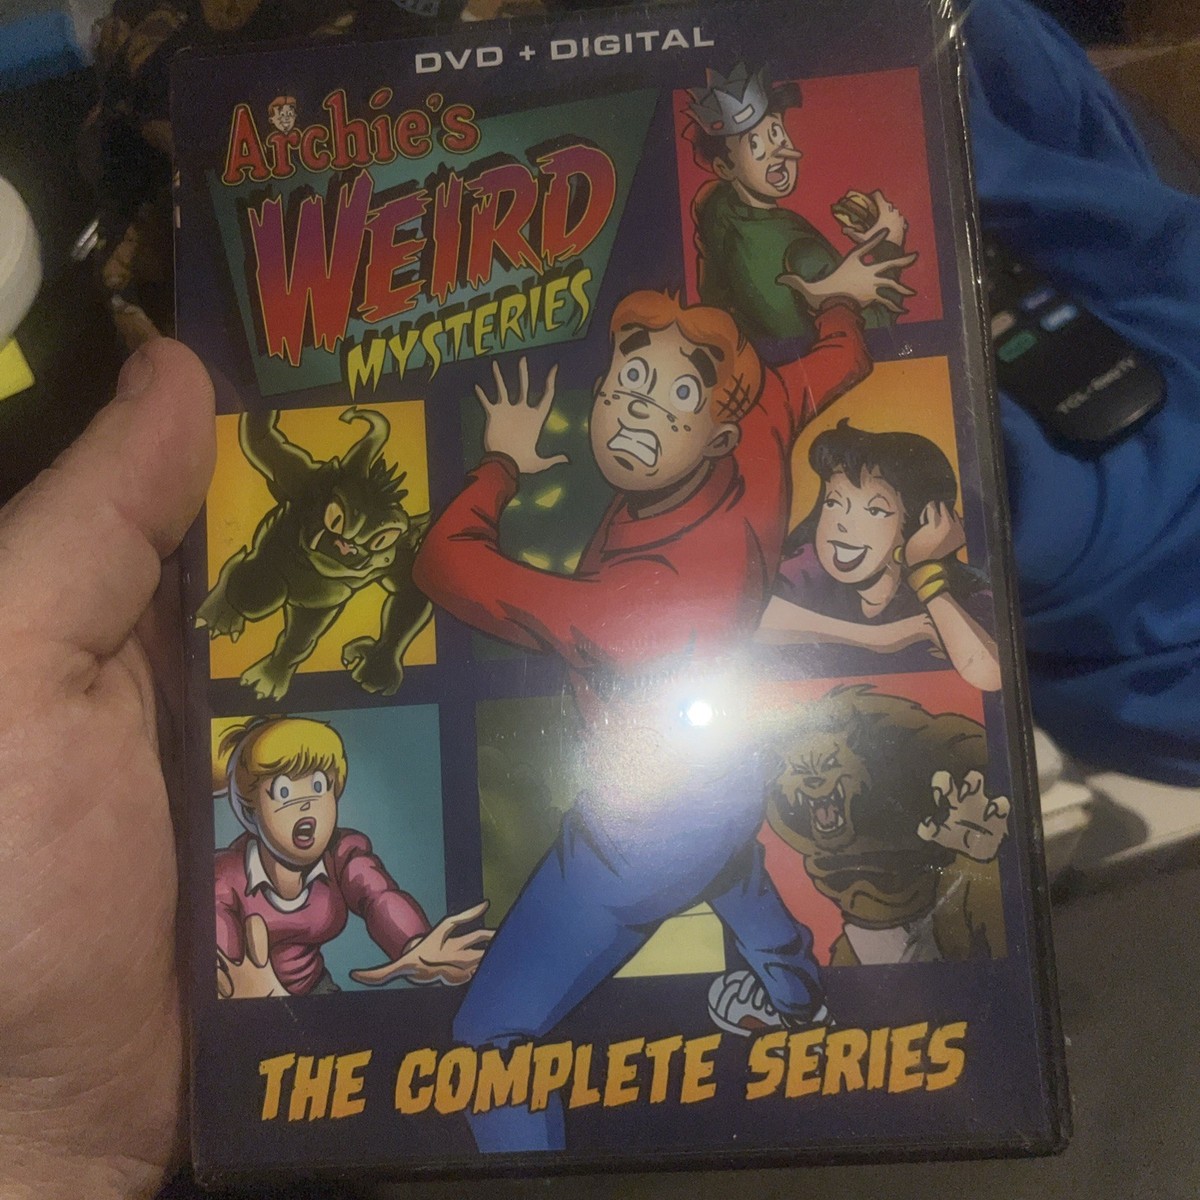 DVD + DIGITAL
Archie's
WEIRD
MYSTERIES
THE COMPLETE SERIES